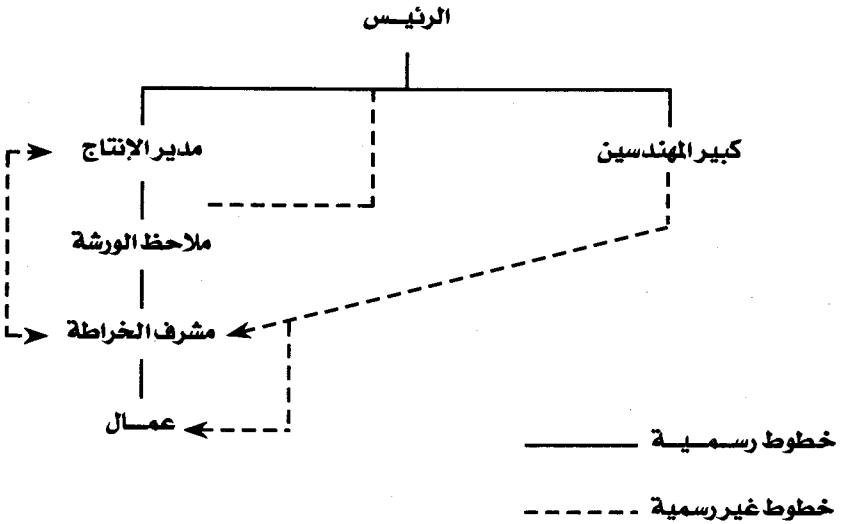 الرئيس
كبير المهندسين
مدير الإنتاج
ملاحظ الورشة
مشرف الخراطة
عمال
خطوط رسمية
خطوط غير رسمية